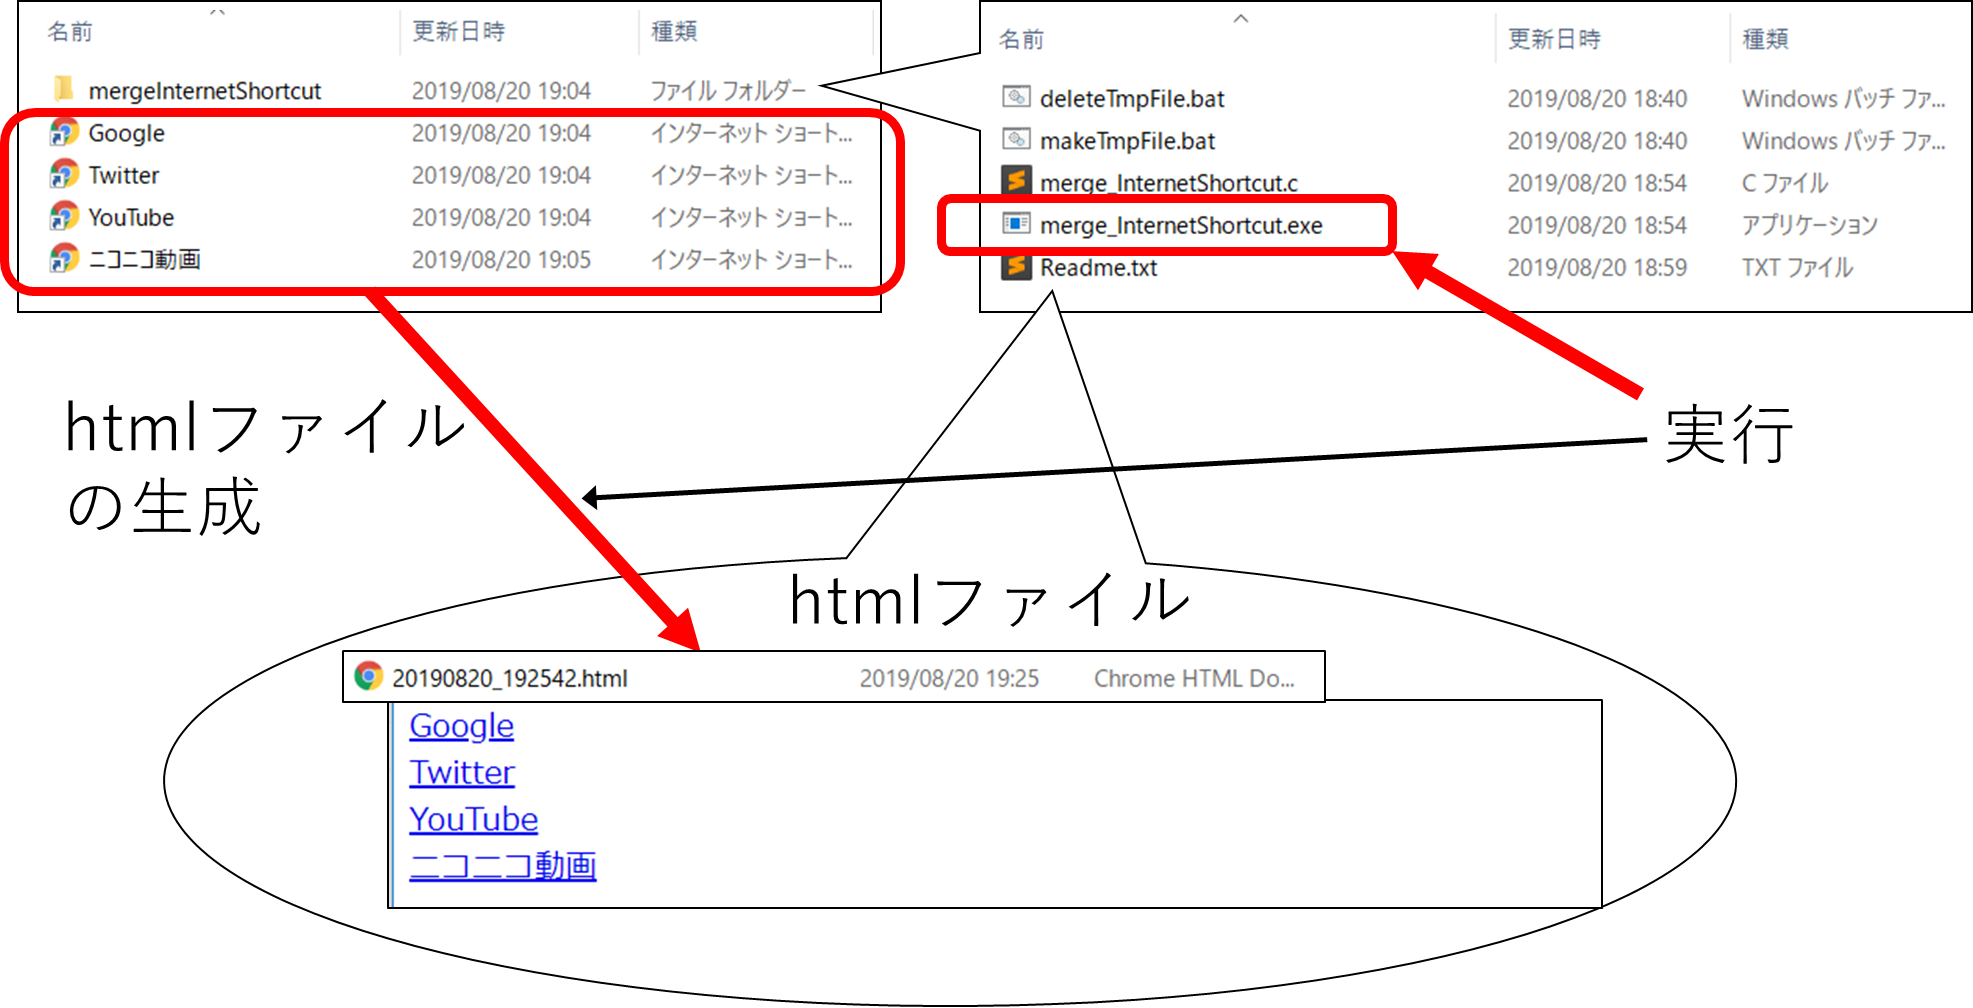 名前 更新日時 種類
mergeInternetShortcut 2019/08/20 19:04 ファイル フォルダー
Google 2019/08/20 19:04 インターネット ショート...
Twitter 2019/08/20 19:04 インターネット ショート...
YouTube 2019/08/20 19:04 インターネット ショート...
ニコニコ動画 2019/08/20 19:05 インターネット ショート...
名前 更新日時 種類
deleteTmpFile.bat 2019/08/20 18:40 Windows バッチ ファ...
makeTmpFile.bat 2019/08/20 18:40 Windows バッチ ファ...
merge_InternetShortcut.c 2019/08/20 18:54 C ファイル
merge_InternetShortcut.exe 2019/08/20 18:54 アプリケーション
Readme.txt 2019/08/20 18:59 TXT ファイル
htmlファイル
の生成
実行
htmlファイル
20190820_192542.html 2019/08/20 19:25 Chrome HTML Do...
Google
Twitter
YouTube
ニコニコ動画